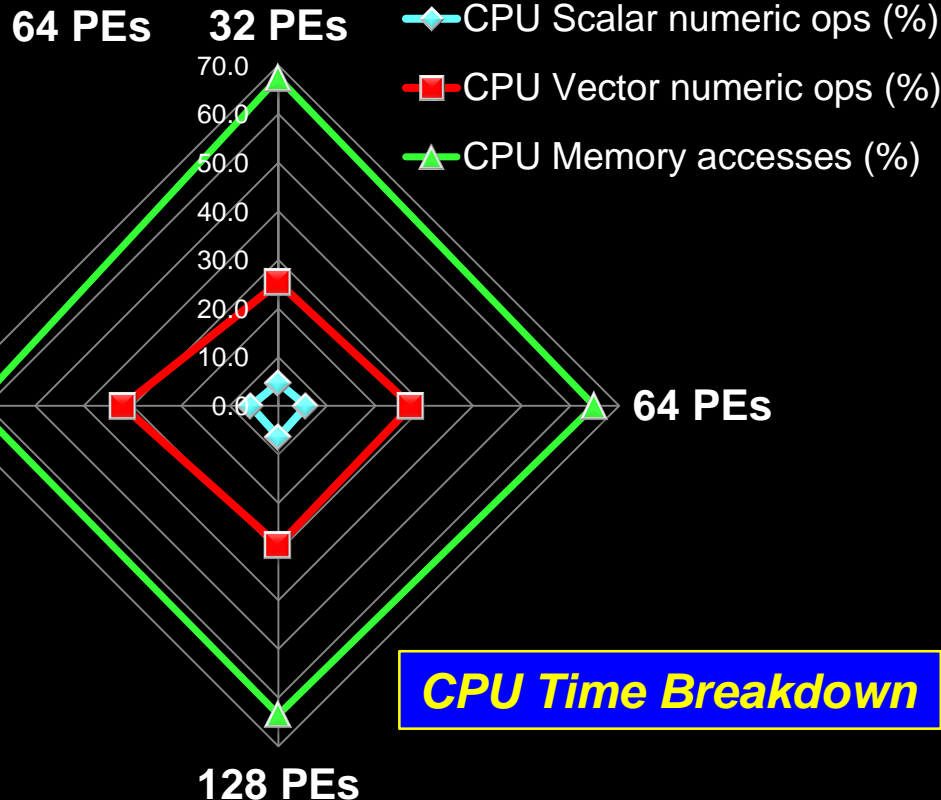 64 PEs 32 PEs
CPU Scalar numeric ops (%)
CPU Vector numeric ops (%)
CPU Memory accesses (%)
70.0
60.0
50.0
40.0
30.0
20.0
10.0
0.0
64 PEs
CPU Time Breakdown
128 PEs